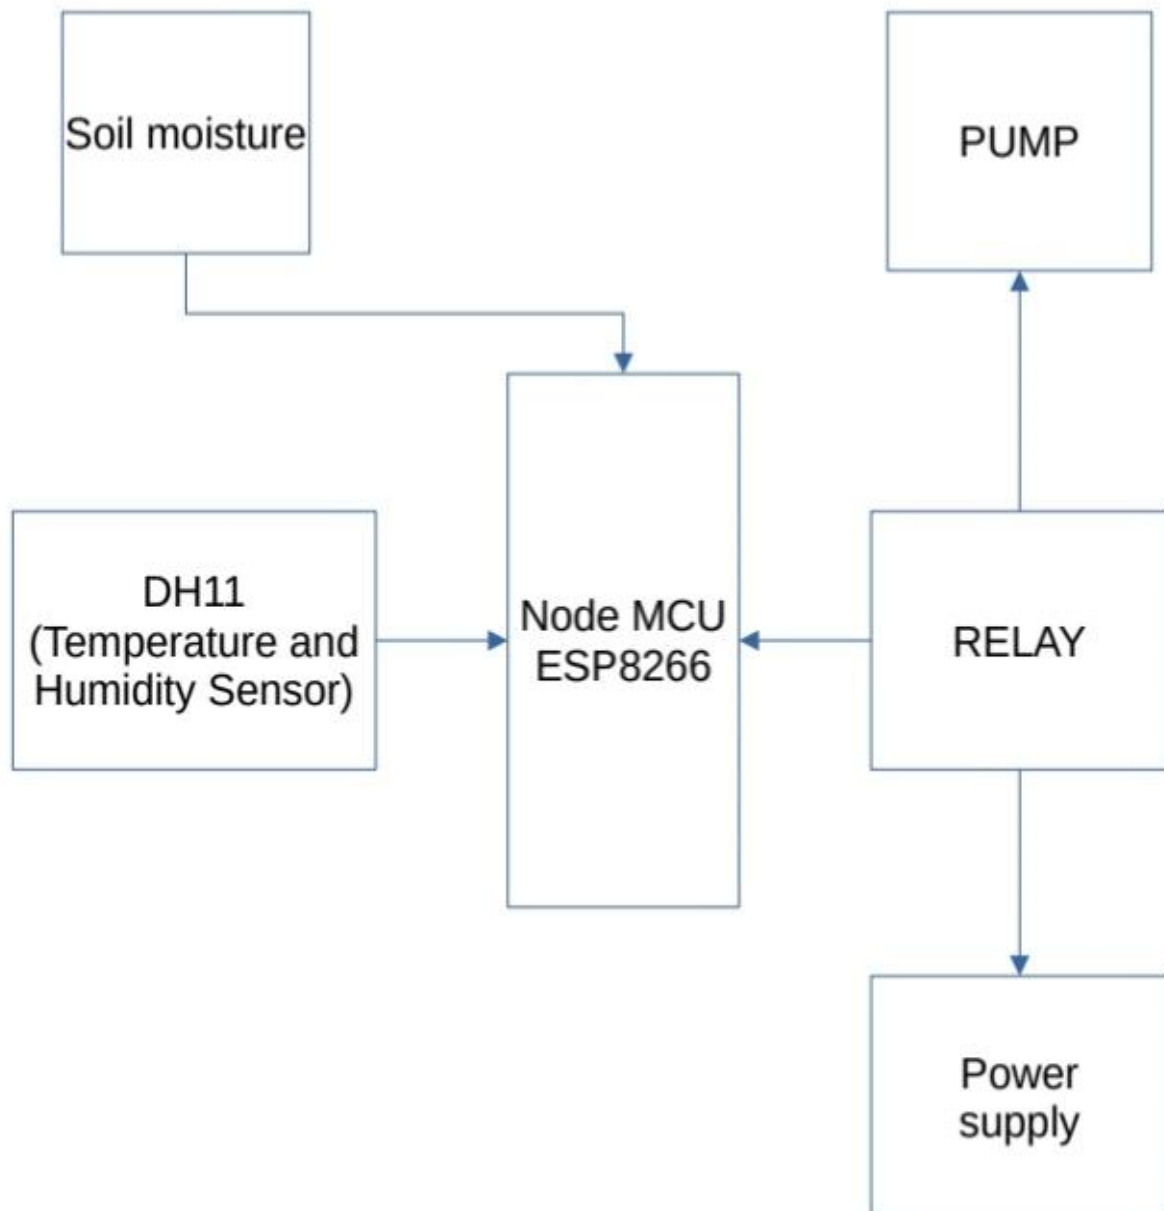 Soil moisture
PUMP
DH11
(Temperature and
Humidity Sensor)
Node MCU
ESP8266
RELAY
Power
supply